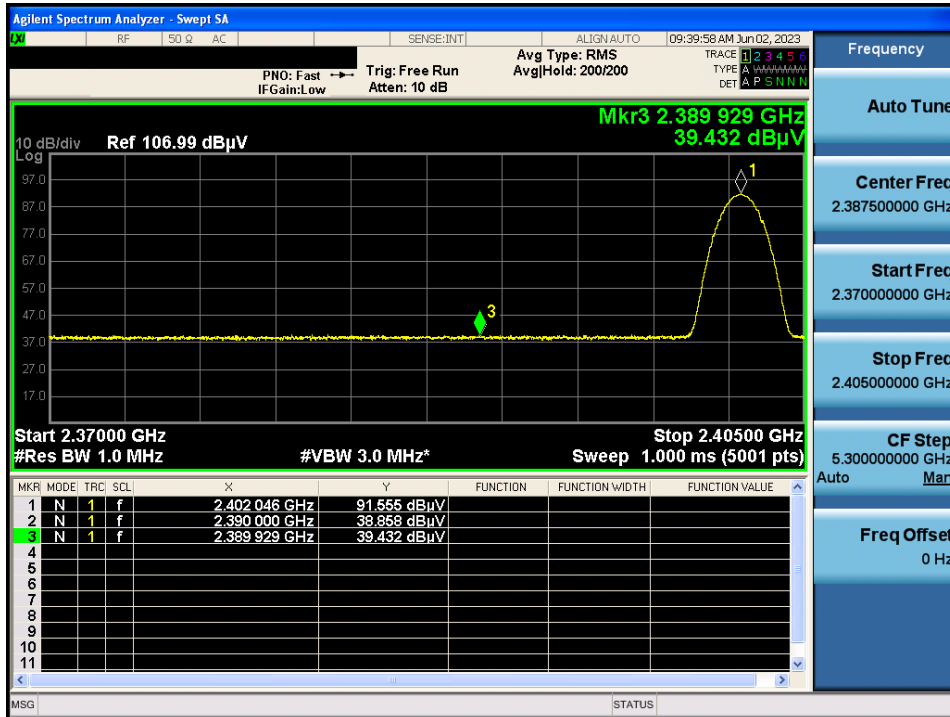 Agilent Spectrum Analyzer - Swept SA
LXI RF 50 Ω AC SENSE:INT ALIGN AUTO 09:39:58 AM Jun 02, 2023
PNO: Fast Trig: Free Run Avg Type: RMS TRACE 1 2 3 4 5 6
IFGain:Low Atten: 10 dB Avg|Hold: 200/200 TYPE A WWWWW
DET A P S N N N
Mkr3 2.389 929 GHz
39.432 dBµV
10 dB/div Ref 106.99 dBµV
Log
97.0
87.0
77.0
67.0
57.0
47.0
37.0
27.0
17.0
1
3
Start 2.37000 GHz Stop 2.40500 GHz
#Res BW 1.0 MHz #VBW 3.0 MHz* Sweep 1.000 ms (5001 pts)
MKR MODE TRC SCL X Y FUNCTION FUNCTION WIDTH FUNCTION VALUE
1 N 1 f 2.402 046 GHz 91.555 dBµV
2 N 1 f 2.390 000 GHz 38.858 dBµV
3 N 1 f 2.389 929 GHz 39.432 dBµV
4
5
6
7
8
9
10
11
MSG STATUS
Frequency
Auto Tune
Center Freq
2.387500000 GHz
Start Freq
2.370000000 GHz
Stop Freq
2.405000000 GHz
CF Step
5.300000000 GHz
Auto Man
Freq Offset
0 Hz